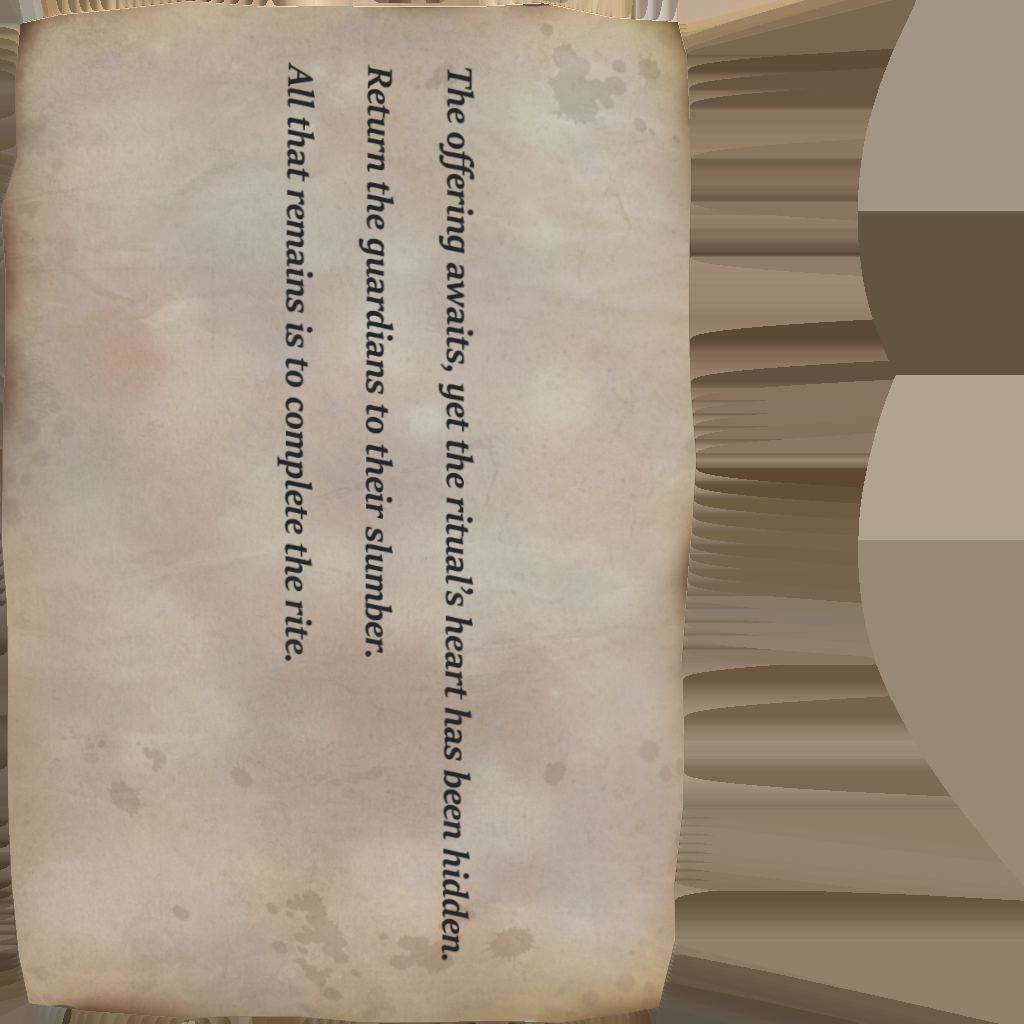 The offering awaits, yet the ritual’s heart has been hidden.
Return the guardians to their slumber.
All that remains is to complete the rite.